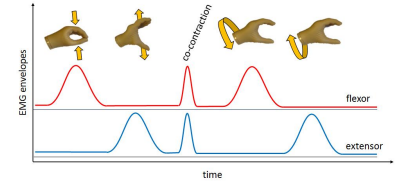 co-contraction
EMG envelopes
flexor
extensor
time